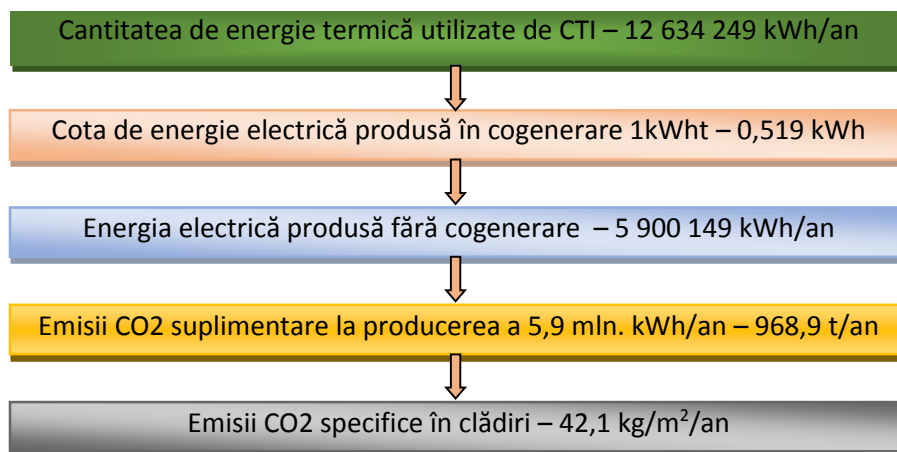 Cantitatea de energie termică utilizate de CTI – 12 634 249 kWh/an
Cota de energie electrică produsă în cogenerare 1kWht – 0,519 kWh
Energia electrică produsă fără cogenerare – 5 900 149 kWh/an
Emisii CO2 suplimentare la producerea a 5,9 mln. kWh/an – 968,9 t/an
Emisii CO2 specifice în clădiri – 42,1 kg/m²/an